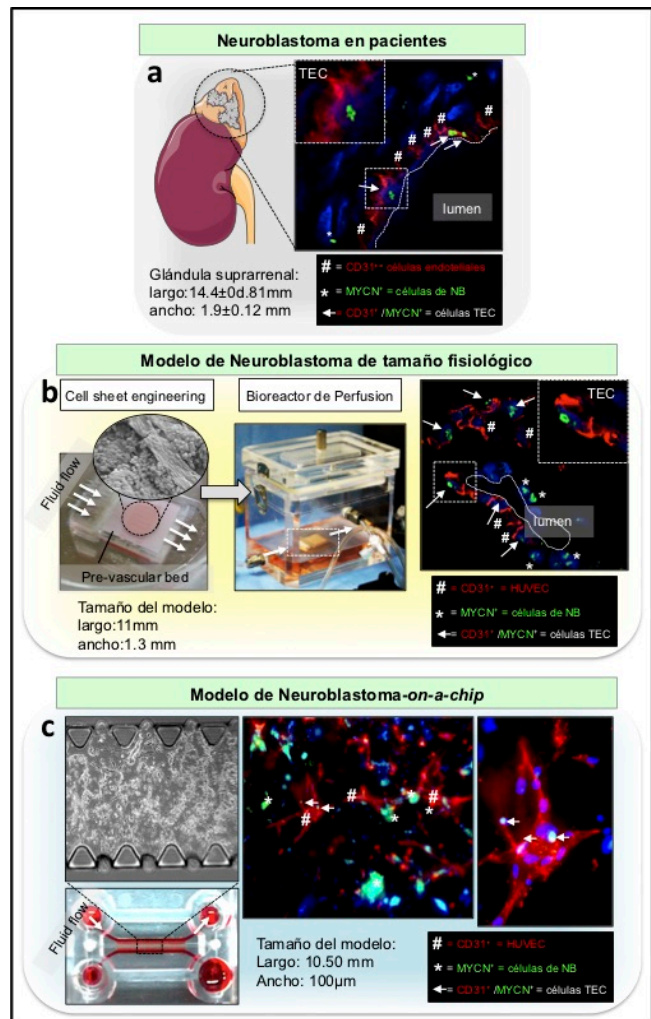 Neuroblastoma en pacientes
a
TEC
#
*
lumen
Glándula suprarrenal:
largo:14.4±0d.81mm
ancho: 1.9±0.12 mm
# = CD31⁺⁺ células endoteliales
* = MYCN⁺ = células de NB
= CD31⁺ /MYCN⁺ = células TEC
Modelo de Neuroblastoma de tamaño fisiológico
b
Cell sheet engineering
Bioreactor de Perfusion
TEC
Fluid flow
Pre-vascular bed
lumen
Tamaño del modelo:
largo:11mm
ancho:1.3 mm
# = CD31⁺ = HUVEC
* = MYCN⁺ = células de NB
= CD31⁺ /MYCN⁺ = células TEC
Modelo de Neuroblastoma-on-a-chip
c
Fluid flow
Tamaño del modelo:
Largo: 10.50 mm
Ancho: 100µm
# = CD31⁺ = HUVEC
* = MYCN⁺ = células de NB
= CD31⁺ /MYCN⁺ = células TEC